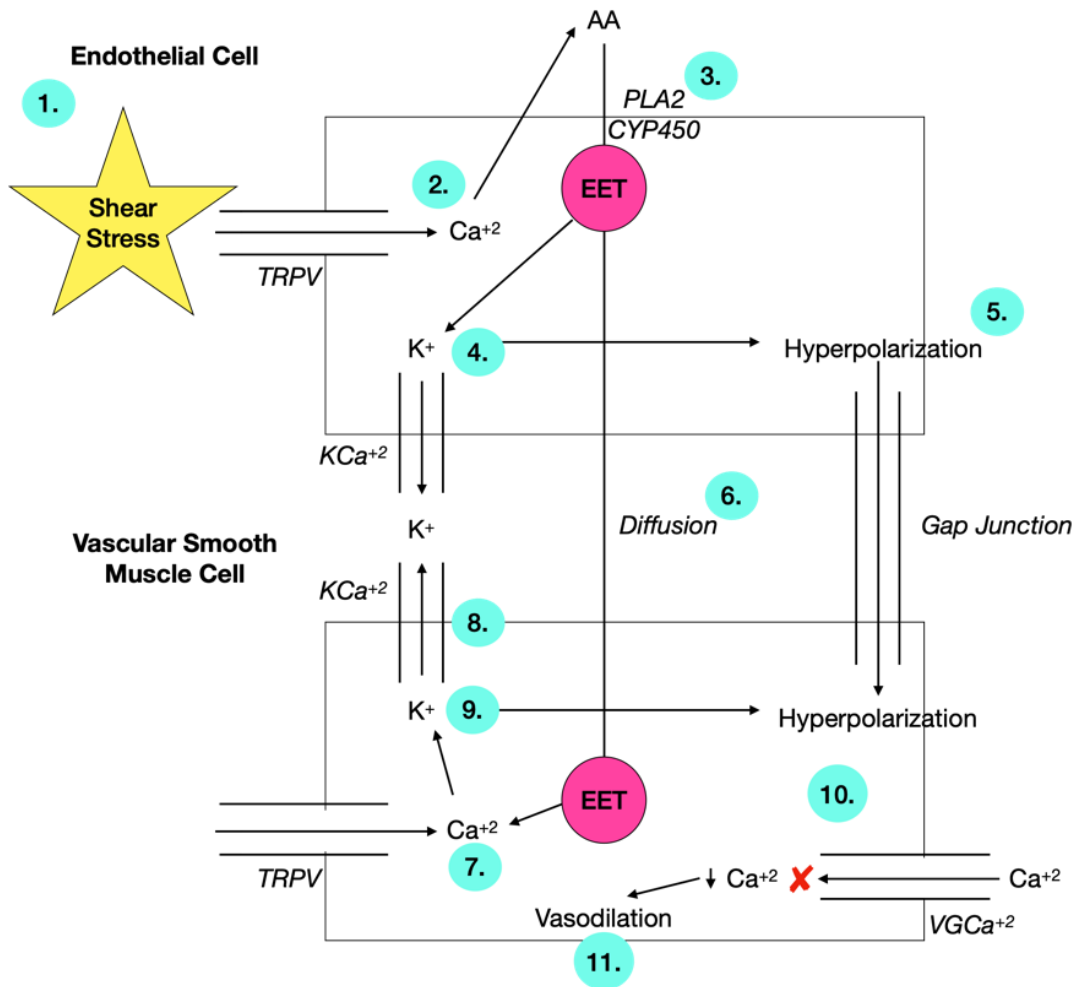 AA
Endothelial Cell
1.
3.
PLA2
CYP450
Shear
Stress
2.
EET
Ca+2
TRPV
5.
K+
4.
Hyperpolarization
KCa+2
6.
Diffusion
Gap Junction
K+
Vascular Smooth
Muscle Cell
KCa+2
8.
K+
9.
Hyperpolarization
EET
10.
Ca+2
7.
TRPV
↓ Ca+2 ✘
Ca+2
Vasodilation
VGCa+2
11.